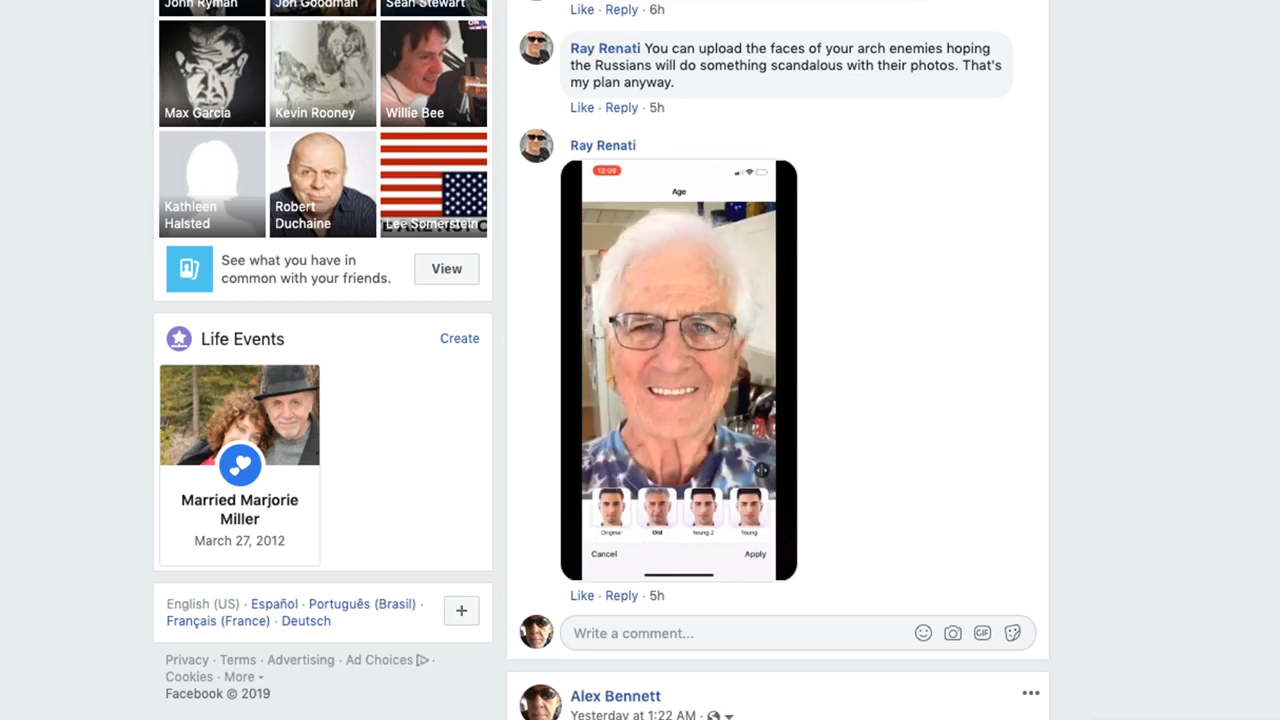 John Ryman
Jon Goodman
Sean Stewart
Max Garcia
Kevin Rooney
Willie Bee
Kathleen
Halsted
Robert
Duchaine
Lee Somerstein
See what you have in
common with your friends.
View
Life Events
Create
Married Marjorie
Miller
March 27, 2012
English (US) · Español · Português (Brasil) ·
Français (France) · Deutsch
+
Privacy · Terms · Advertising · Ad Choices ·
Cookies · More
Facebook © 2019
Like · Reply · 6h
Ray Renati You can upload the faces of your arch enemies hoping
the Russians will do something scandalous with their photos. That's
my plan anyway.
Like · Reply · 5h
Ray Renati
12:09
Age
Original
Old
Young 2
Young
Cancel
Apply
Like · Reply · 5h
Write a comment...
GIF
Alex Bennett
Yesterday at 1:22 AM ·